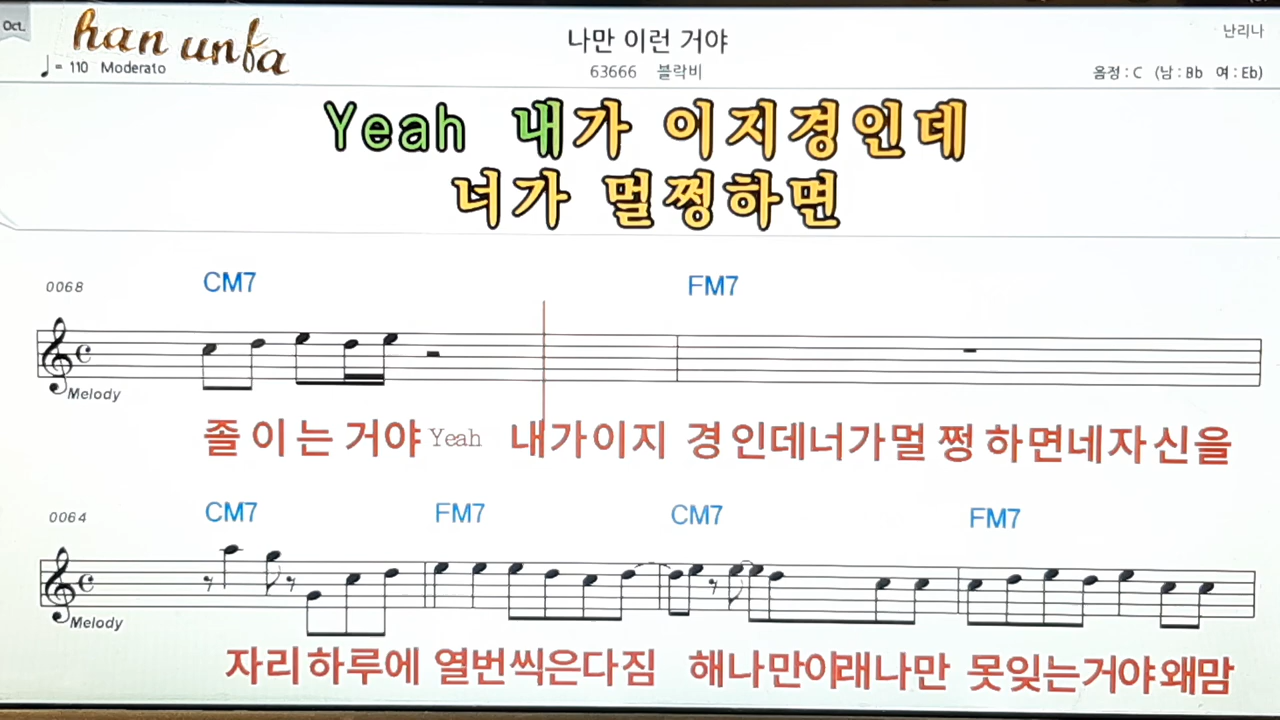 Oct.
han unfa
나만 이런 거야
난리나
♩= 110 Moderato
63666 블락비
음정 : C (남 : Bb 여 : Eb)
Yeah 내가 이지경인데
너가 멀쩡하면
0068
CM7 FM7
Melody
졸이는 거야 Yeah 내가이지 경인데너가멀 쩡 하면네자신을
0064
CM7 FM7 CM7 FM7
Melody
자리하루에 열번씩은다짐 해나만이래나만 못잊는거야왜맘